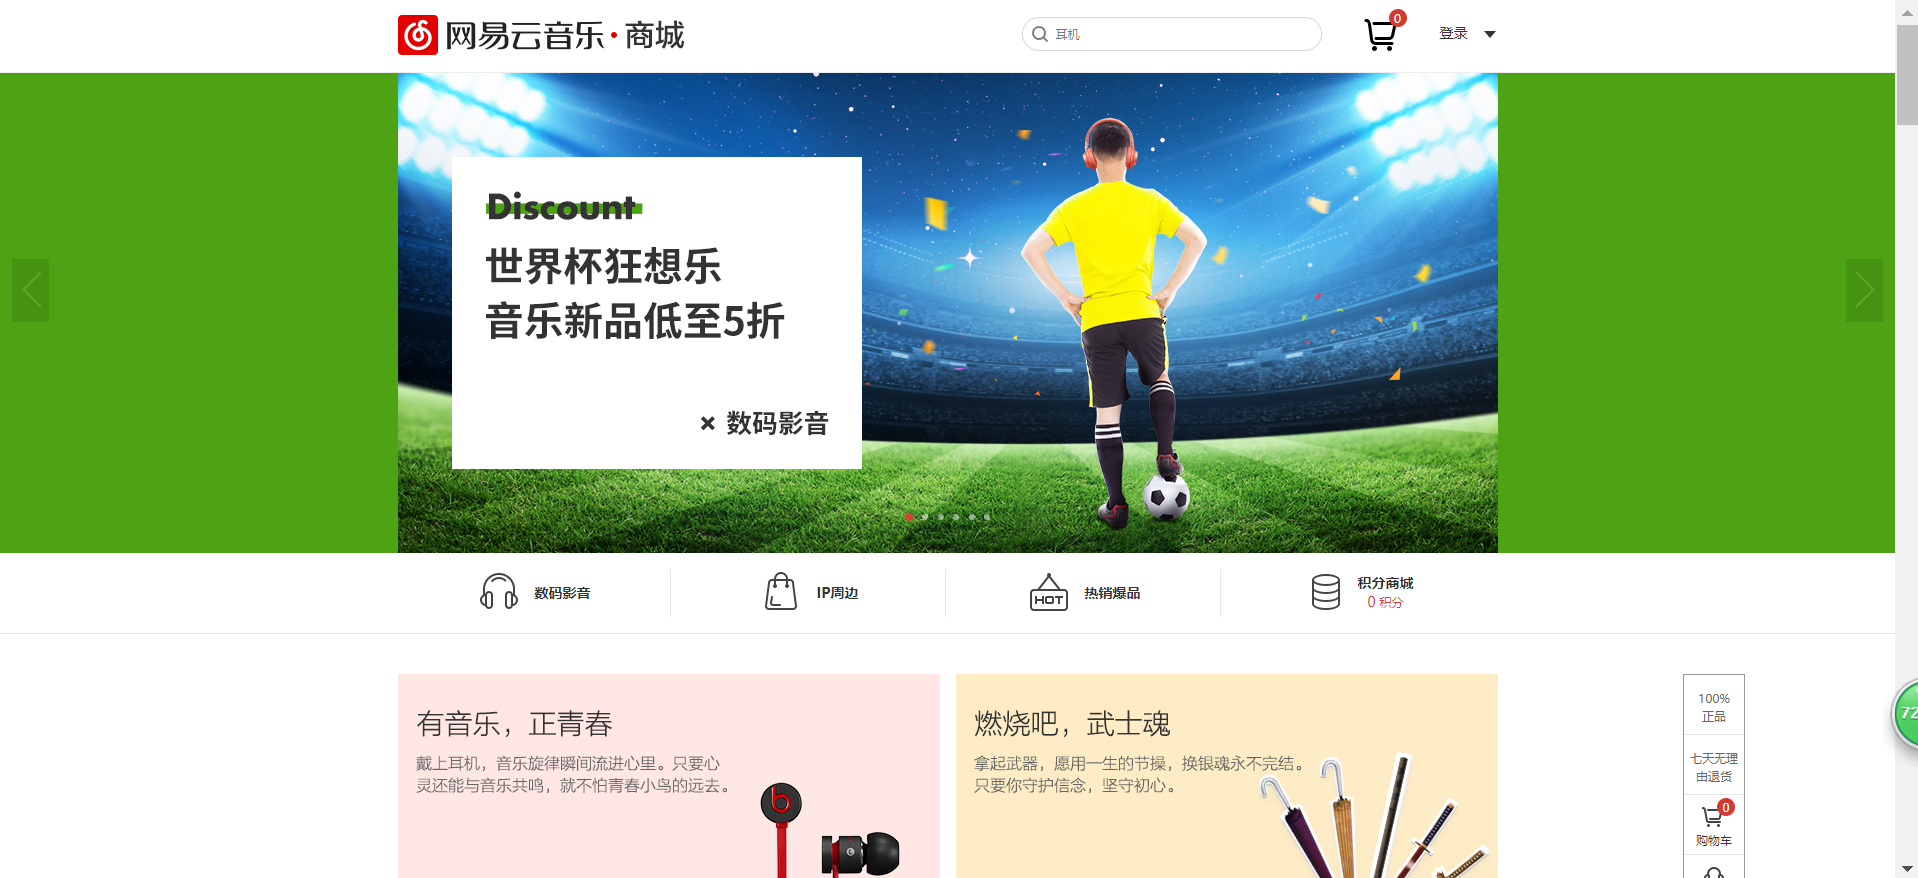 网易云音乐·商城
耳机
0
登录
Discount
世界杯狂想乐
音乐新品低至5折
× 数码影音
数码影音
IP周边
HOT
热销爆品
积分商城
0 积分
有音乐，正青春
戴上耳机，音乐旋律瞬间流进心里。只要心
灵还能与音乐共鸣，就不怕青春小鸟的远去。
燃烧吧，武士魂
拿起武器，愿用一生的节操，换银魂永不完结。
只要你守护信念，坚守初心。
100%
正品
七天无理
由退货
0
购物车
72
b
L